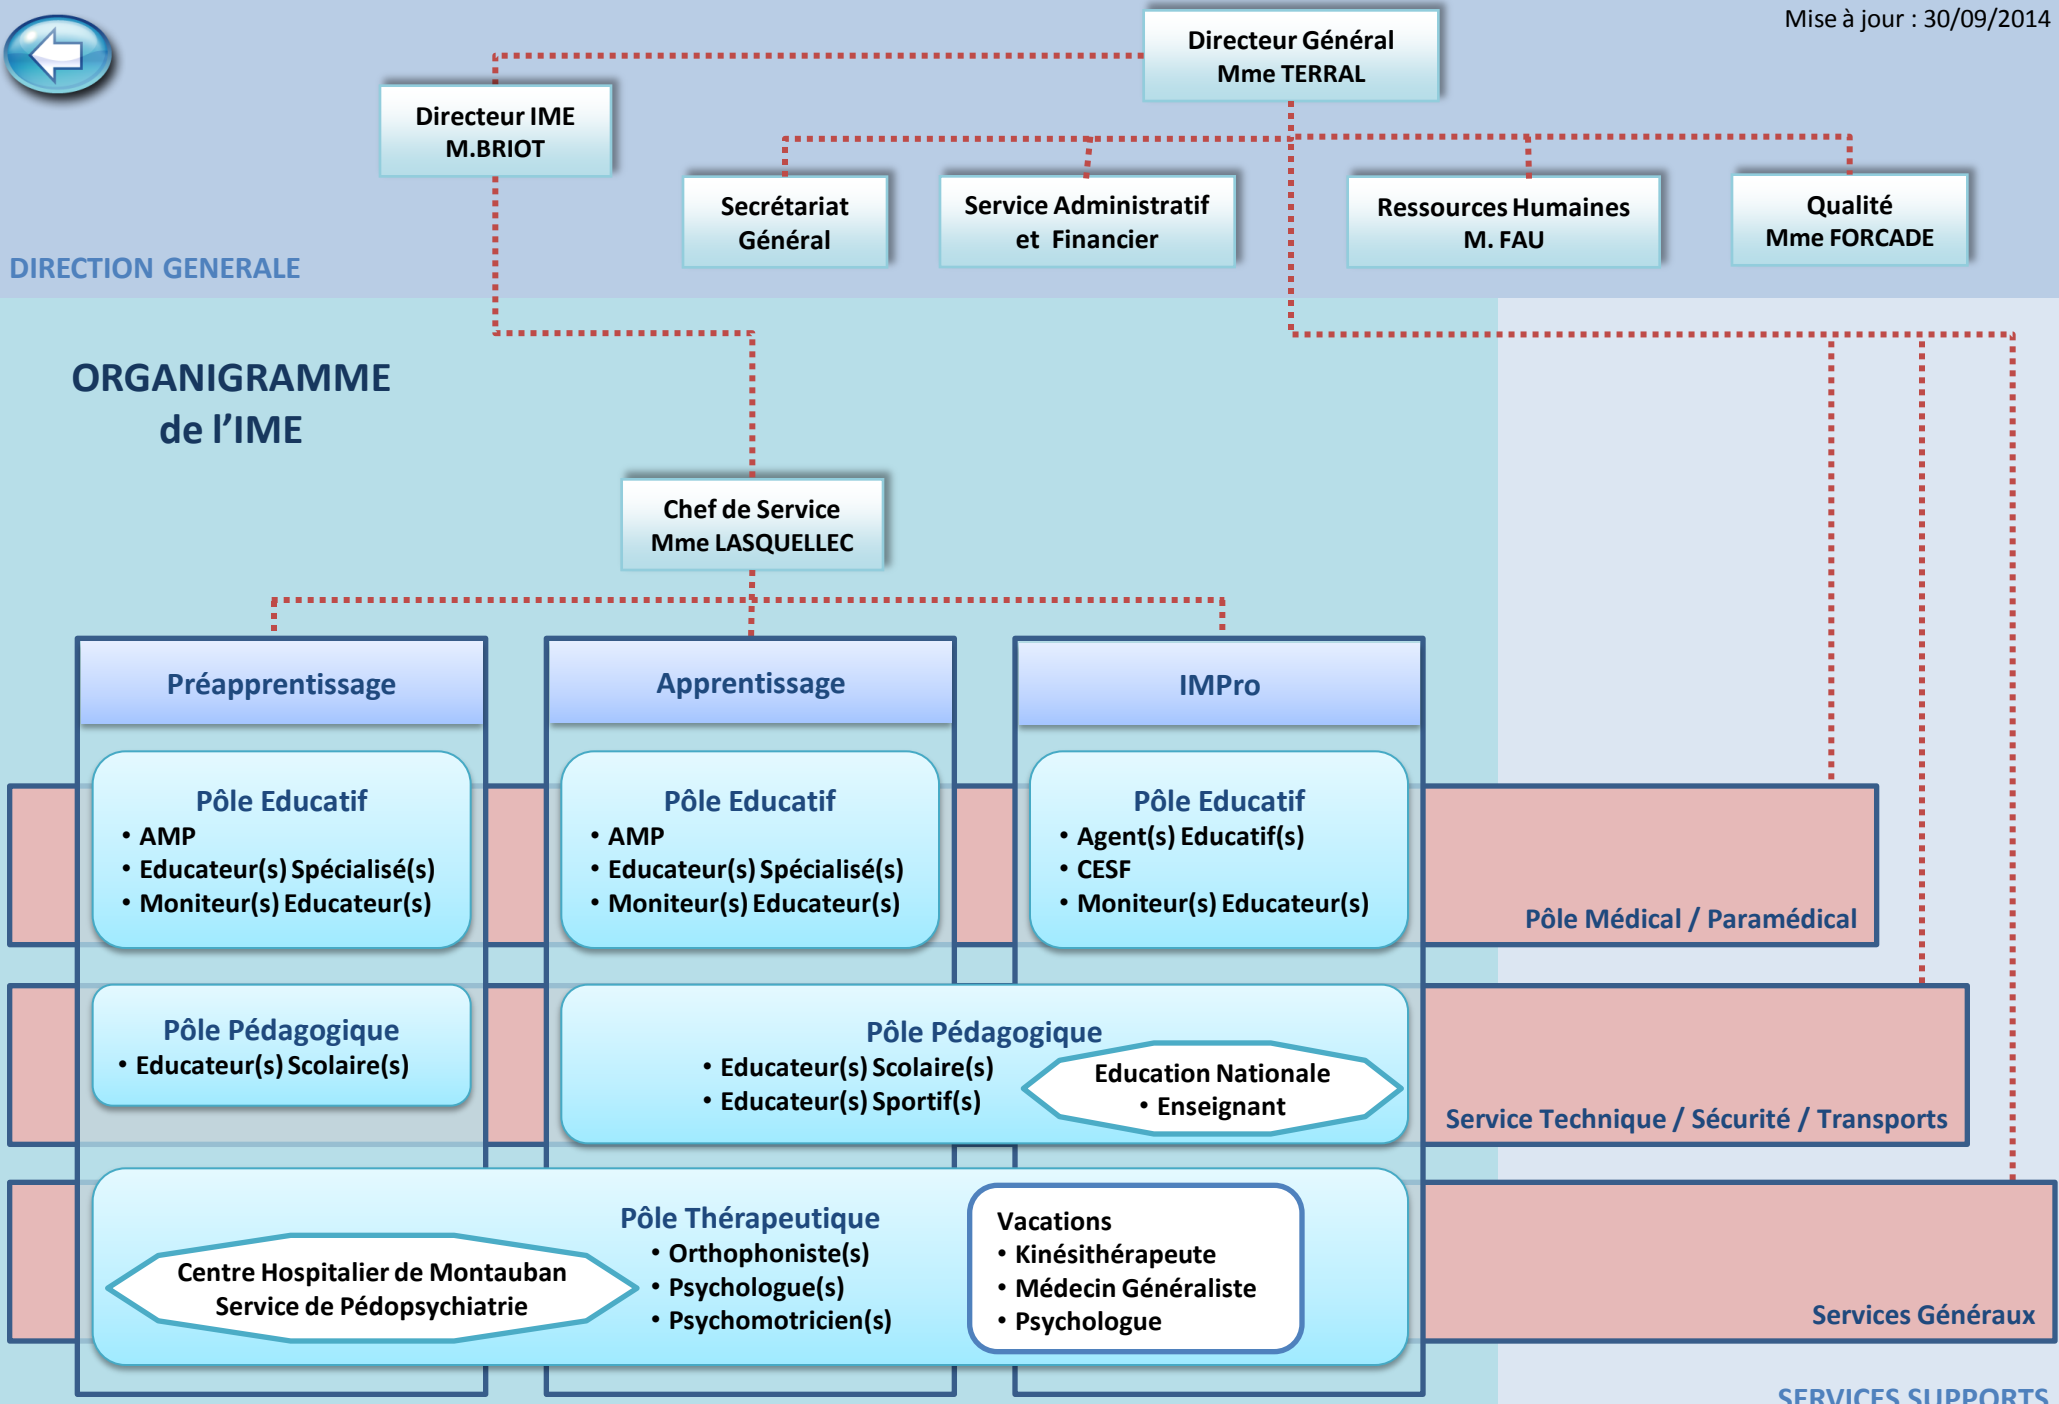 Mise à jour : 30/09/2014
Directeur Général
Mme TERRAL
Directeur IME
M.BRIOT
Secrétariat
Général
Service Administratif
et Financier
Ressources Humaines
M. FAU
Qualité
Mme FORCADE
DIRECTION GENERALE
ORGANIGRAMME
de l'IME
Chef de Service
Mme LASQUELLEC
Préapprentissage
Apprentissage
IMPro
Pôle Educatif
• AMP
• Educateur(s) Spécialisé(s)
• Moniteur(s) Educateur(s)
Pôle Educatif
• AMP
• Educateur(s) Spécialisé(s)
• Moniteur(s) Educateur(s)
Pôle Educatif
• Agent(s) Educatif(s)
• CESF
• Moniteur(s) Educateur(s)
Pôle Médical / Paramédical
Pôle Pédagogique
• Educateur(s) Scolaire(s)
Pôle Pédagogique
• Educateur(s) Scolaire(s)
• Educateur(s) Sportif(s)
Education Nationale
• Enseignant
Service Technique / Sécurité / Transports
Centre Hospitalier de Montauban
Service de Pédopsychiatrie
Pôle Thérapeutique
• Orthophoniste(s)
• Psychologue(s)
• Psychomotricien(s)
Vacations
• Kinésithérapeute
• Médecin Généraliste
• Psychologue
Services Généraux
SERVICES SUPPORTS